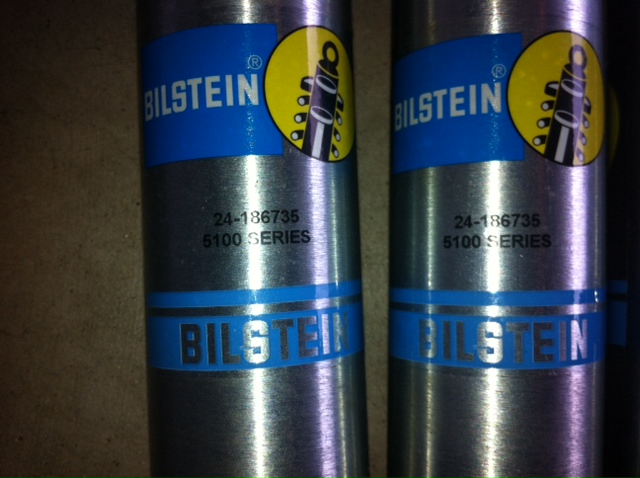 BILSTEIN®
24-186735
5100 SERIES
BILSTEIN
BILSTEIN®
24-186735
5100 SERIES
BILSTEIN